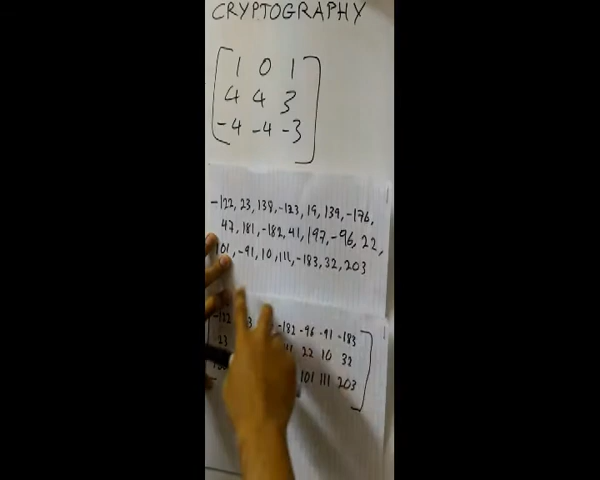 CRYPTOGRAPHY
1 0 1
4 4 3
-4 -4 -3
-122, 23, 138, -133, 19, 139, -176,
47, 181, -182, 41, 197, -96, 22,
101, -91, 10, 111, -183, 32, 203
-182 -96 -91 -183
23 22 10 32
101 111 203